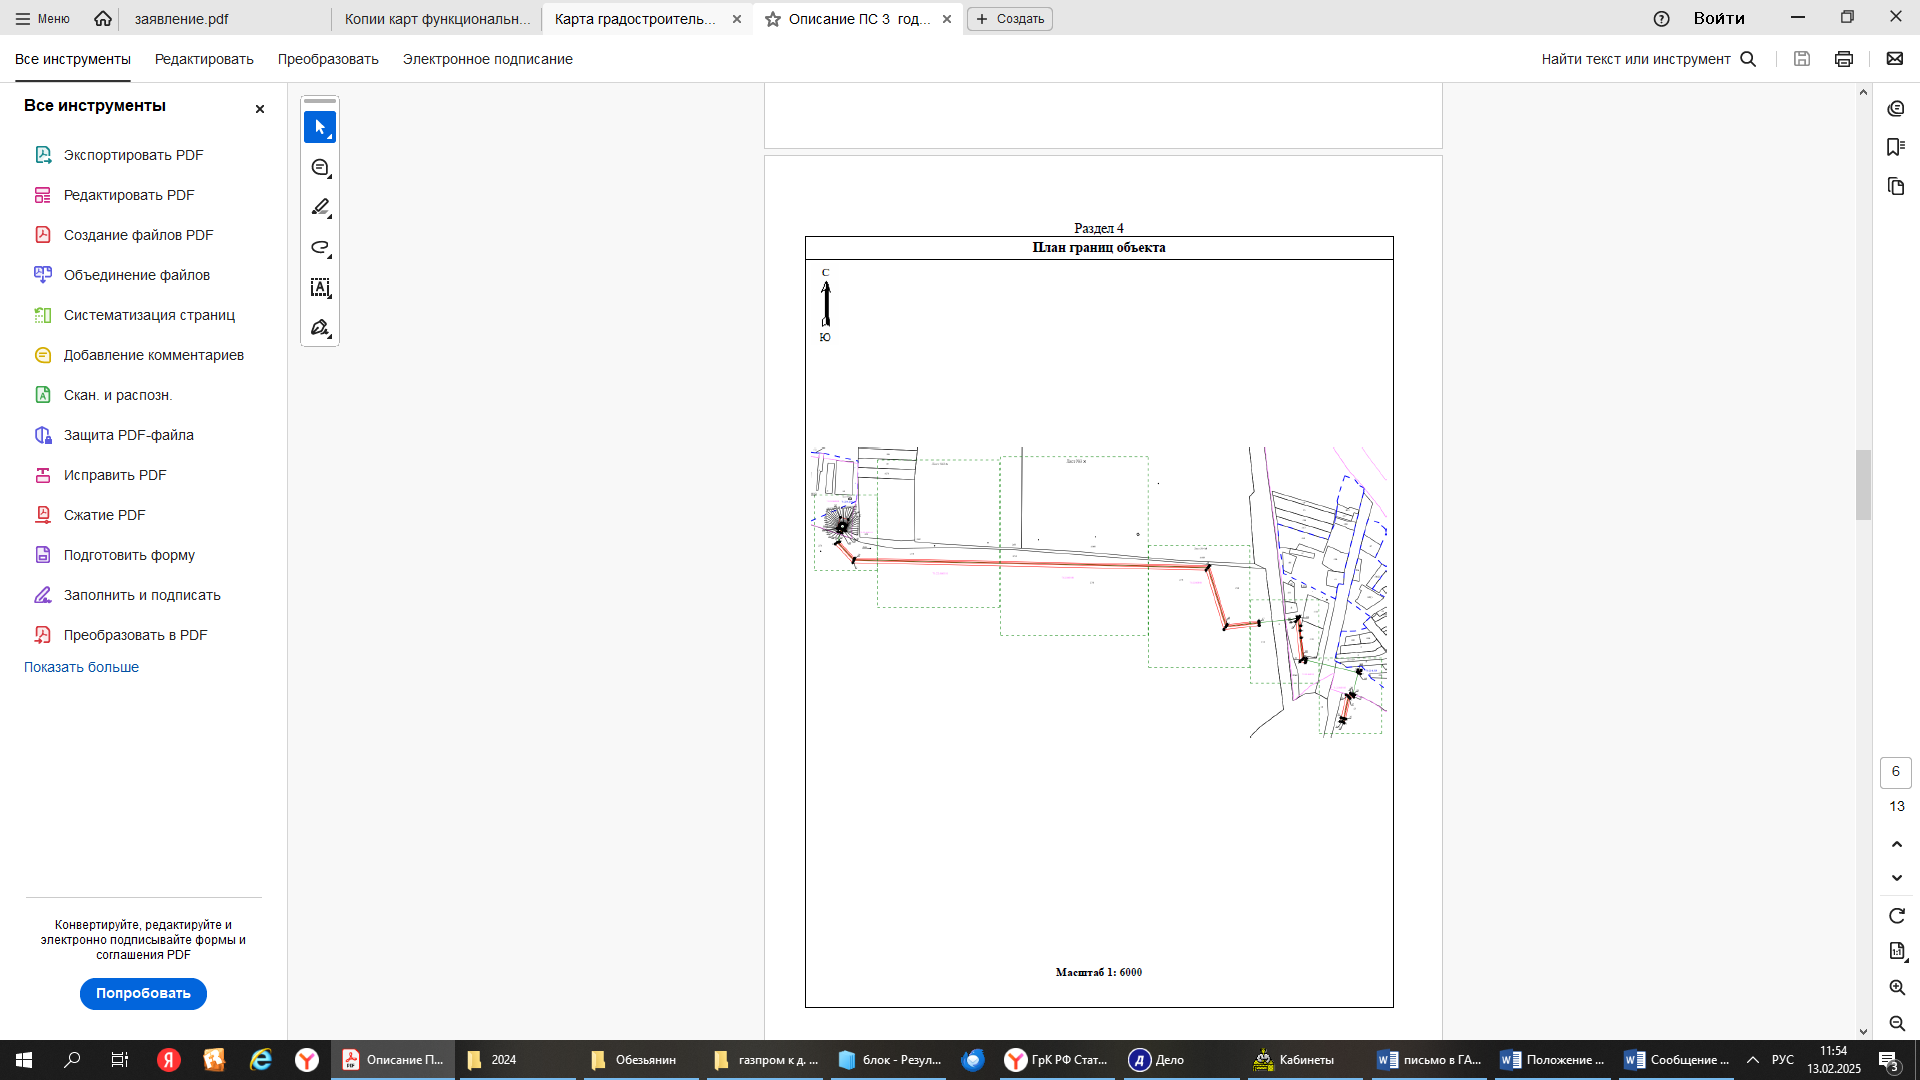 Меню
заявление.pdf
Копии карт функциональн...
Карта градостроитель...
Описание ПС 3 год...
Создать
Войти
Все инструменты
Редактировать
Преобразовать
Электронное подписание
Найти текст или инструмент
Все инструменты
Экспортировать PDF
Редактировать PDF
Создание файлов PDF
Объединение файлов
Систематизация страниц
Добавление комментариев
Скан. и распозн.
Защита PDF-файла
Исправить PDF
Сжатие PDF
Подготовить форму
Заполнить и подписать
Преобразовать в PDF
Показать больше
Конвертируйте, редактируйте и
электронно подписывайте формы и
соглашения PDF
Попробовать
Раздел 4
План границ объекта
С
Ю
Масштаб 1: 6000
6
13
Описание П...
2024
Обезьянин
газпром к д. ...
блок - Резул...
ГрК РФ Стат...
Дело
Кабинеты
письмо в ГА...
Положение ...
Сообщение ...
РУС
11:54
13.02.2025
3